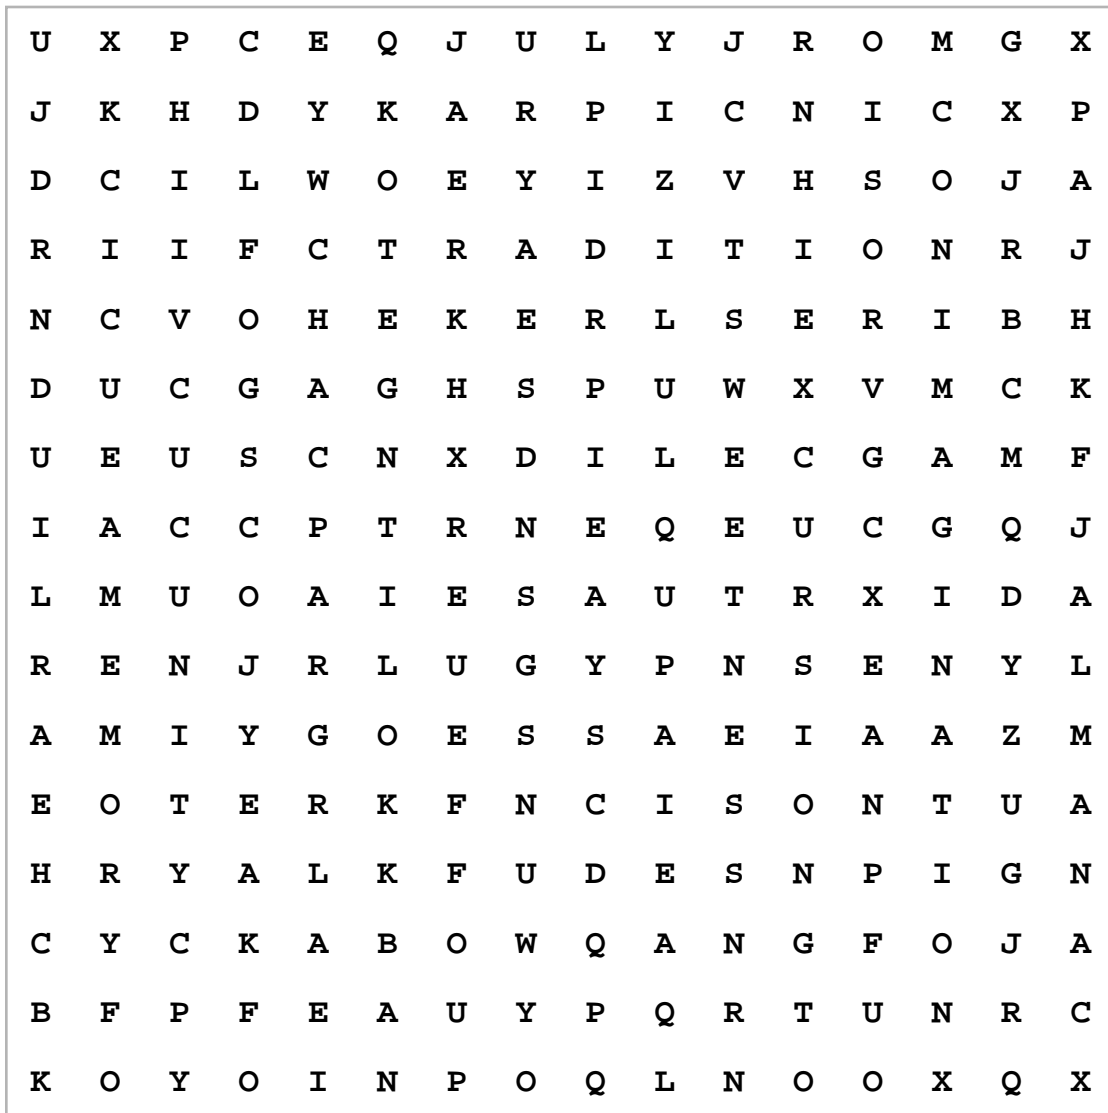 U X P C E Q J U L Y J R O M G X
J K H D Y K A R P I C N I C X P
D C I L W O E Y I Z V H S O J A
R I I F C T R A D I T I O N R J
N C V O H E K E R L S E R I B H
D U C G A G H S P U W X V M C K
U E U S C N X D I L E C G A M F
I A C C P T R N E Q E U C G Q J
L M U O A I E S A U T R X I D A
R E N J R L U G Y P N S E N Y L
A M I Y G O E S S A E I A A Z M
E O T E R K F N C I S O N T U A
H R Y A L K F U D E S N P I G N
C Y C K A B O W Q A N G F O J A
B F P F E A U Y P Q R T U N R C
K O Y O I N P O Q L N O O X Q X